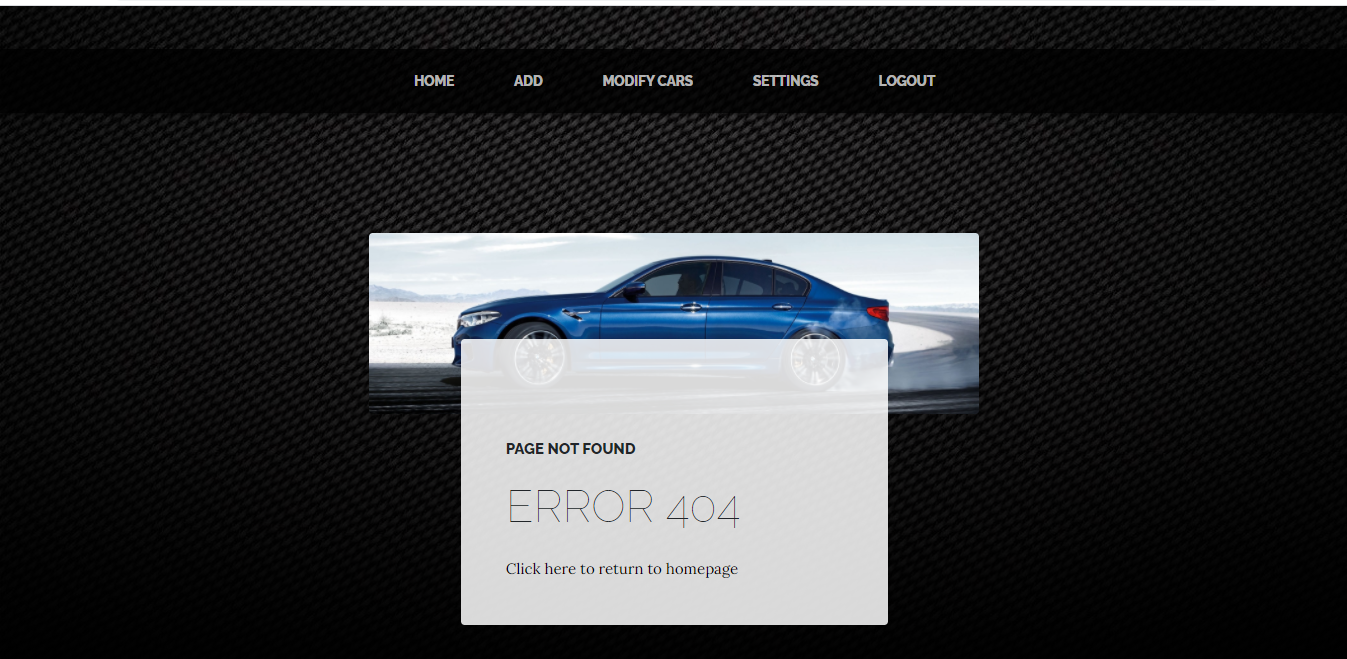 HOME ADD MODIFY CARS SETTINGS LOGOUT
PAGE NOT FOUND
ERROR 404
Click here to return to homepage